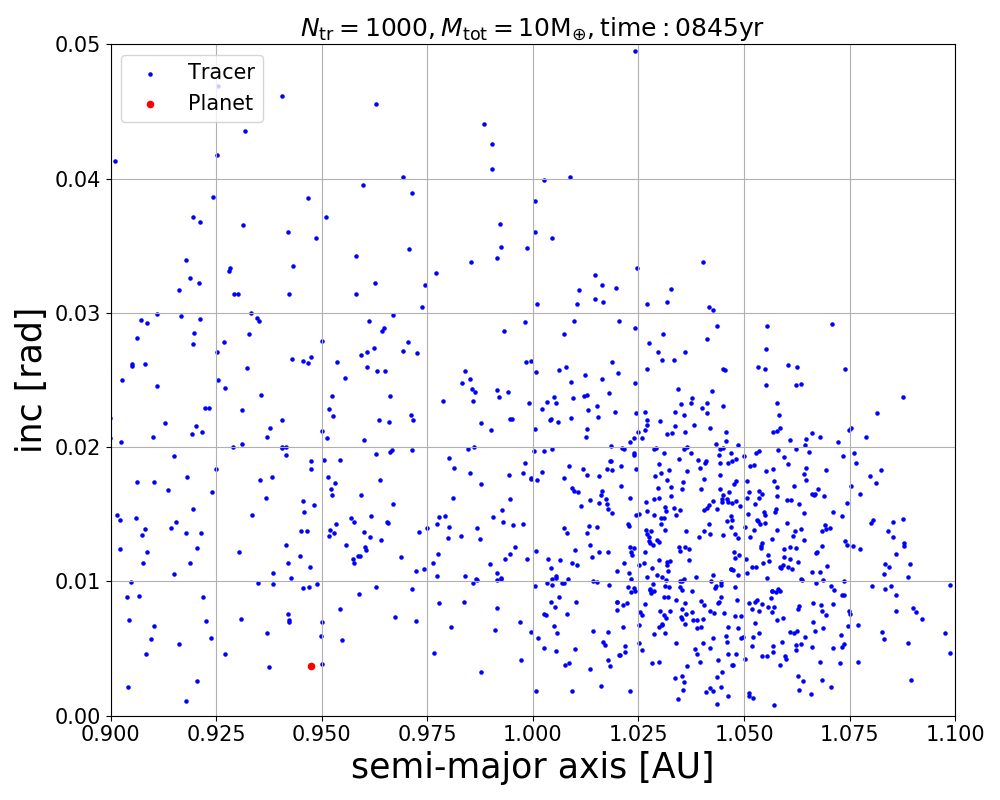 N_tr = 1000, M_tot = 10M_⊕, time : 0845yr
Tracer
Planet
inc [rad]
0.05
0.04
0.03
0.02
0.01
0.00
0.900 0.925 0.950 0.975 1.000 1.025 1.050 1.075 1.100
semi-major axis [AU]